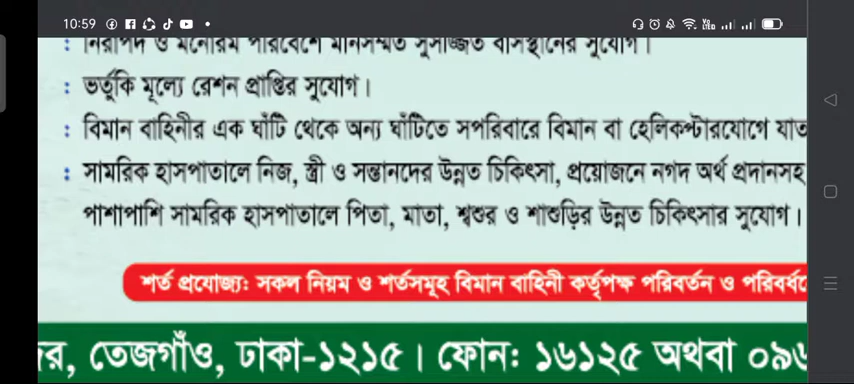 10:59
: নিরাপদ ও মনোরম পরিবেশে মানসম্মত সুসজ্জিত বাসস্থানের সুযোগ।
: ভর্তুকি মূল্যে রেশন প্রাপ্তির সুযোগ।
: বিমান বাহিনীর এক ঘাঁটি থেকে অন্য ঘাঁটিতে সপরিবারে বিমান বা হেলিকপ্টারযোগে যাত
: সামরিক হাসপাতালে নিজ, স্ত্রী ও সন্তানদের উন্নত চিকিৎসা, প্রয়োজনে নগদ অর্থ প্রদানসহ
পাশাপাশি সামরিক হাসপাতালে পিতা, মাতা, শ্বশুর ও শাশুড়ির উন্নত চিকিৎসার সুযোগ।
শর্ত প্রযোজ্য: সকল নিয়ম ও শর্তসমূহ বিমান বাহিনী কর্তৃপক্ষ পরিবর্তন ও পরিবর্ধে
র, তেজগাঁও, ঢাকা-১২১৫। ফোন: ১৬১২৫ অথবা ০৯৬